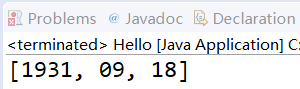 Problems @ Javadoc Declaration
<terminated> Hello [Java Application] C:
[1931, 09, 18]